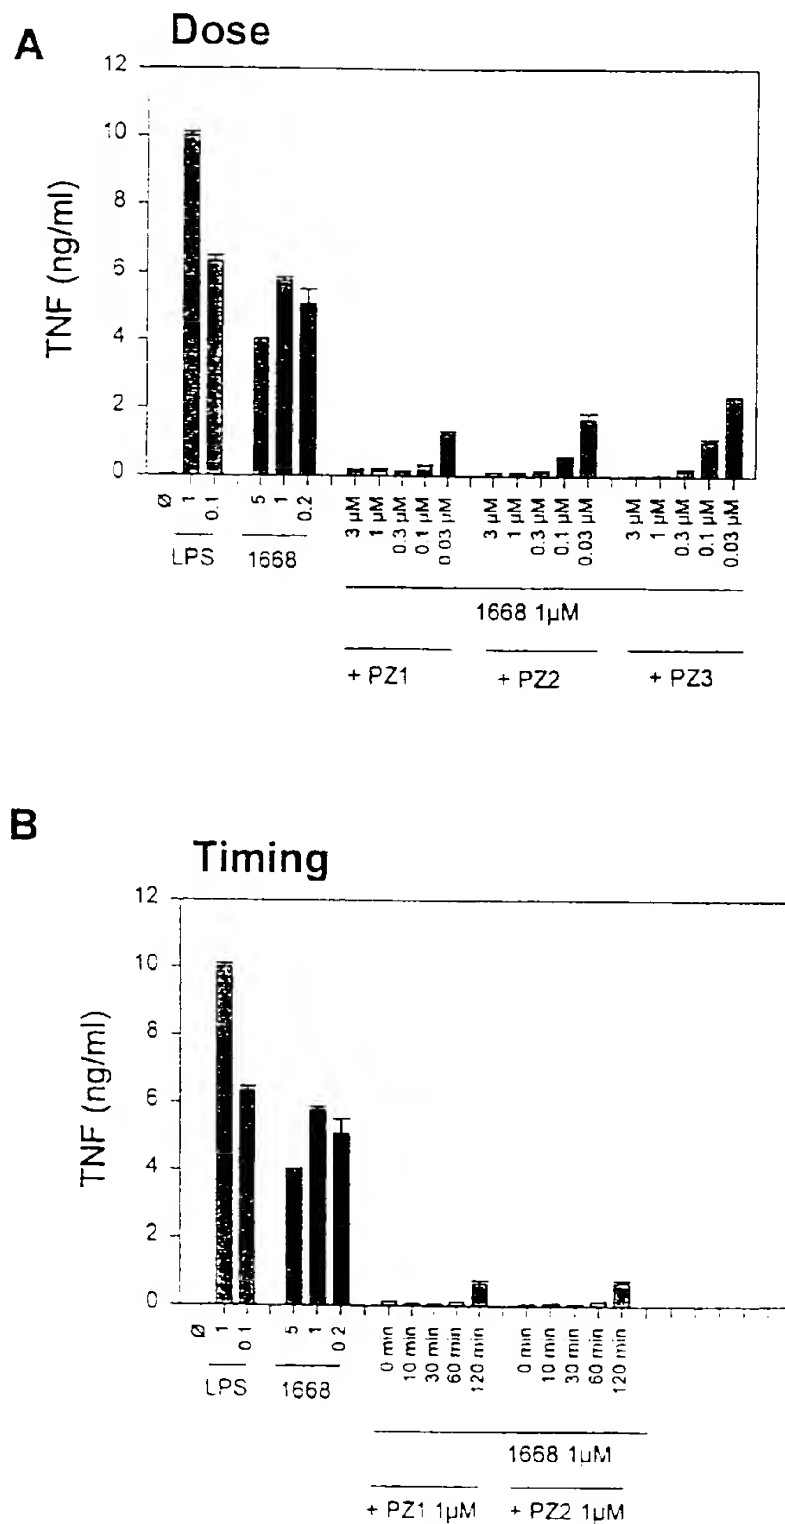 A
Dose
12
10
8
6
4
2
0
TNF (ng/ml)
Ø
1
0.1
5
1
0.2
3 µM
1 µM
0.3 µM
0.1 µM
0.03 µM
3 µM
1 µM
0.3 µM
0.1 µM
0.03 µM
3 µM
1 µM
0.3 µM
0.1 µM
0.03 µM
LPS
1668
1668 1µM
+ PZ1
+ PZ2
+ PZ3
B
Timing
12
10
8
6
4
2
0
TNF (ng/ml)
Ø
1
0 1
5
1
0 2
0 min
10 min
30 min
60 min
120 min
0 min
10 min
30 min
60 min
120 min
LPS
1668
1668 1µM
+ PZ1 1µM
+ PZ2 1µM